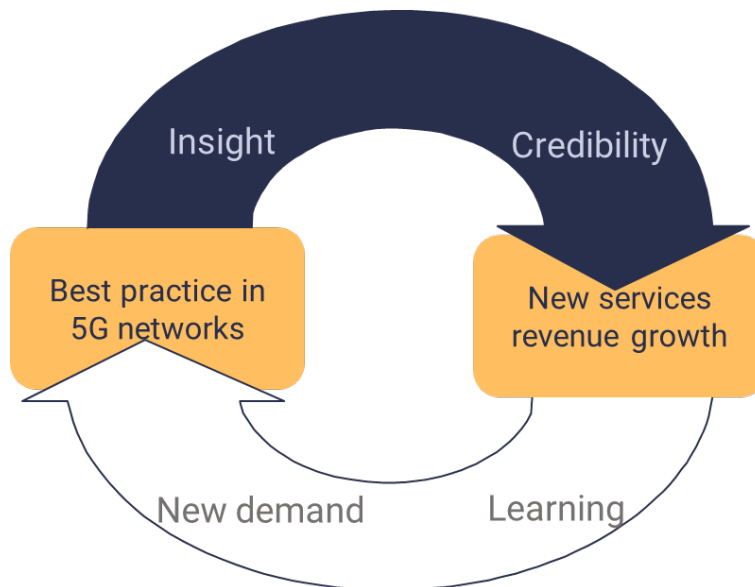 Insight
Credibility
Best practice in
5G networks
New services
revenue growth
New demand
Learning